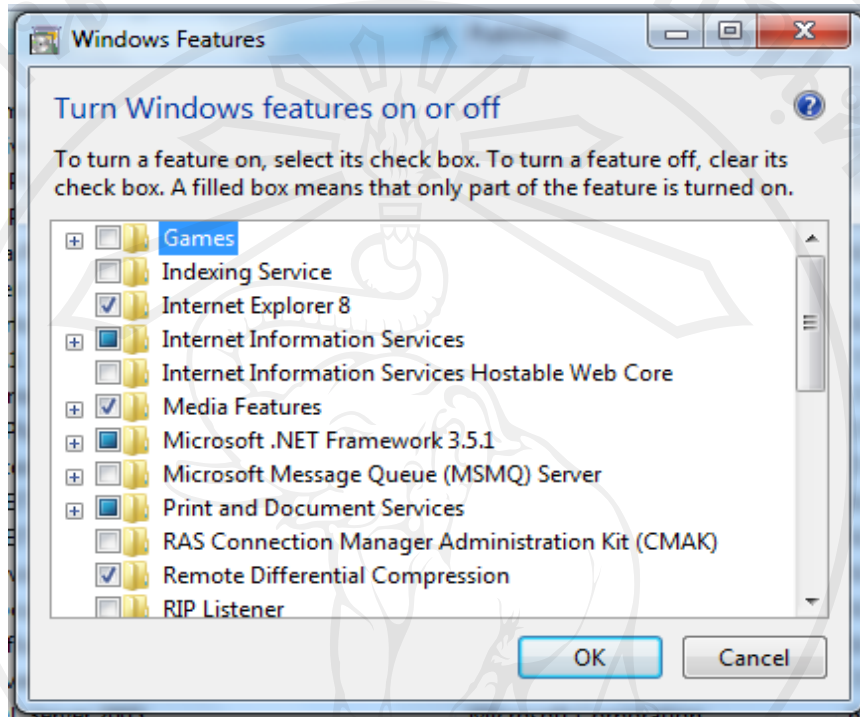 Windows Features
Turn Windows features on or off
To turn a feature on, select its check box. To turn a feature off, clear its
check box. A filled box means that only part of the feature is turned on.
Games
Indexing Service
Internet Explorer 8
Internet Information Services
Internet Information Services Hostable Web Core
Media Features
Microsoft .NET Framework 3.5.1
Microsoft Message Queue (MSMQ) Server
Print and Document Services
RAS Connection Manager Administration Kit (CMAK)
Remote Differential Compression
RIP Listener
OK Cancel